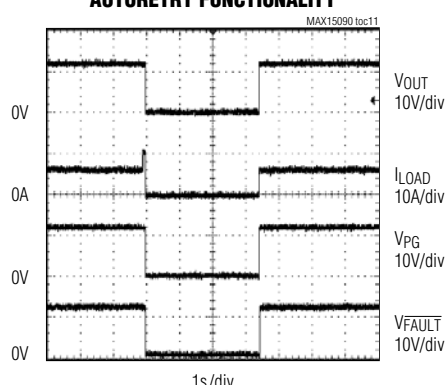 AUTORETRY FUNCTIONALITY
MAX15090 toc11
VOUT
10V/div
0V
ILOAD
10A/div
0A
VPG
10V/div
0V
VFAULT
10V/div
0V
1s/div